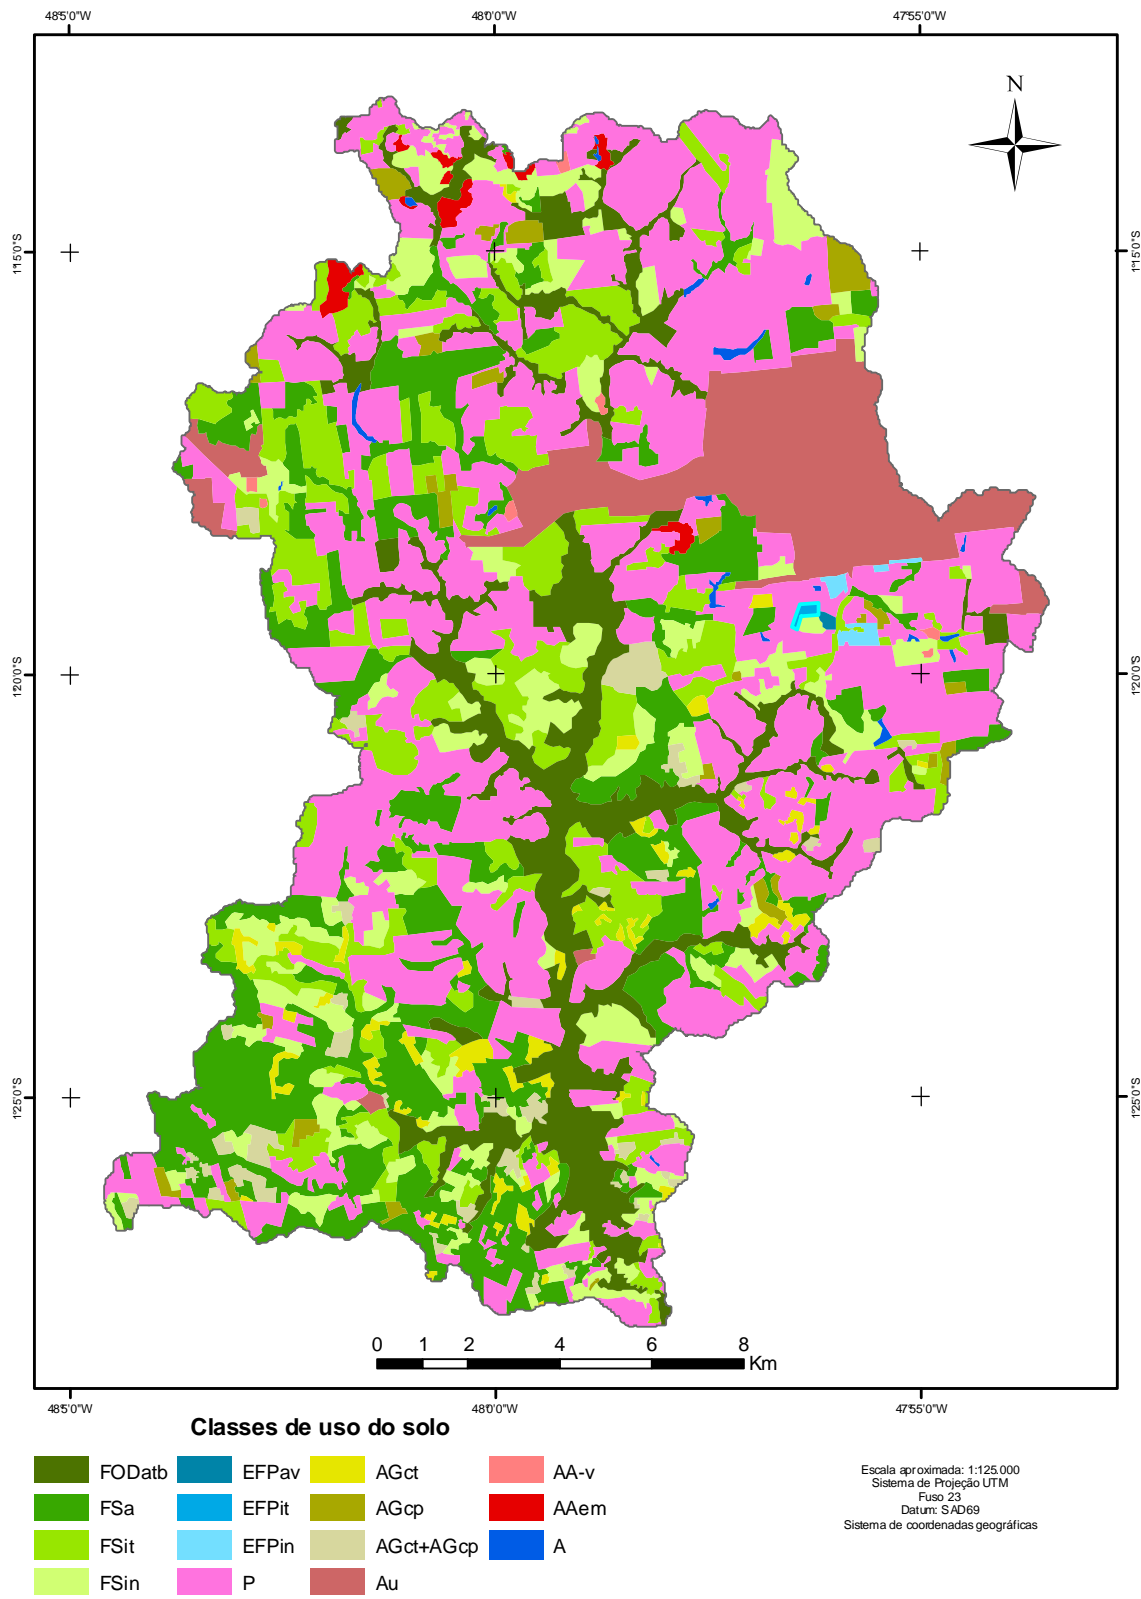 48°5'0"W 48°0'0"W 47°55'0"W
N
1°15'0"S 1°15'0"S
1°20'0"S 1°20'0"S
1°25'0"S 1°25'0"S
0 1 2 4 6 8
Km
48°5'0"W 48°0'0"W 47°55'0"W
Classes de uso do solo
FODatb EFPav AGct AA-v
FSa EFPit AGcp AAem
FSit EFPin AGct+AGcp A
FSin P Au
Escala aproximada: 1:125.000
Sistema de Projeção UTM
Fuso 23
Datum: SAD69
Sistema de coordenadas geográficas